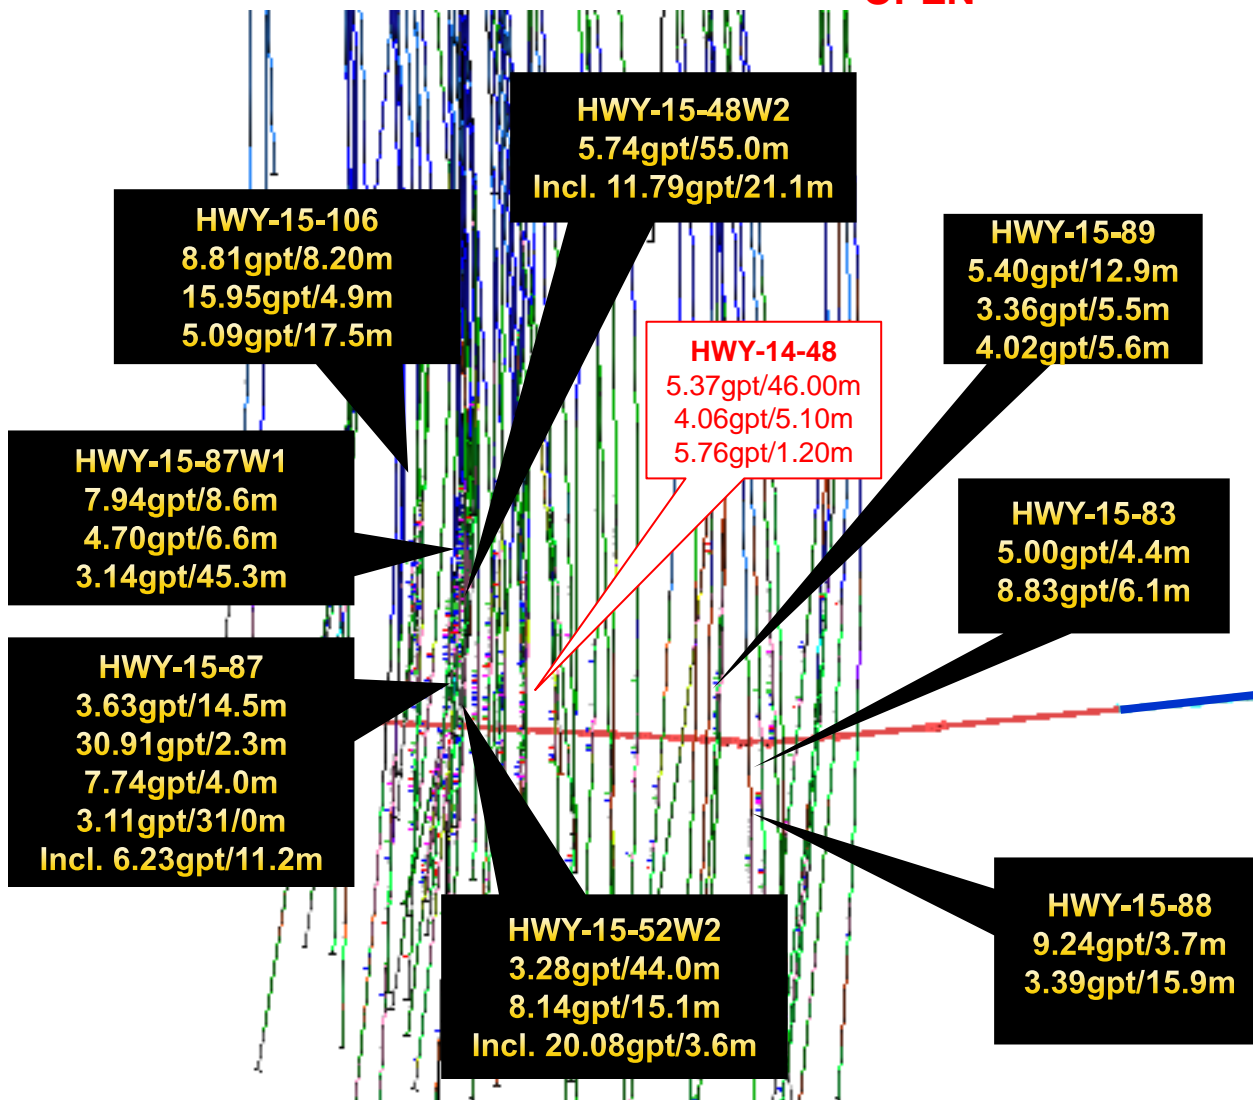 OPEN
HWY-15-48W2
5.74gpt/55.0m
Incl. 11.79gpt/21.1m
HWY-15-106
8.81gpt/8.20m
15.95gpt/4.9m
5.09gpt/17.5m
HWY-15-89
5.40gpt/12.9m
3.36gpt/5.5m
4.02gpt/5.6m
HWY-14-48
5.37gpt/46.00m
4.06gpt/5.10m
5.76gpt/1.20m
HWY-15-87W1
7.94gpt/8.6m
4.70gpt/6.6m
3.14gpt/45.3m
HWY-15-83
5.00gpt/4.4m
8.83gpt/6.1m
HWY-15-87
3.63gpt/14.5m
30.91gpt/2.3m
7.74gpt/4.0m
3.11gpt/31/0m
Incl. 6.23gpt/11.2m
HWY-15-52W2
3.28gpt/44.0m
8.14gpt/15.1m
Incl. 20.08gpt/3.6m
HWY-15-88
9.24gpt/3.7m
3.39gpt/15.9m